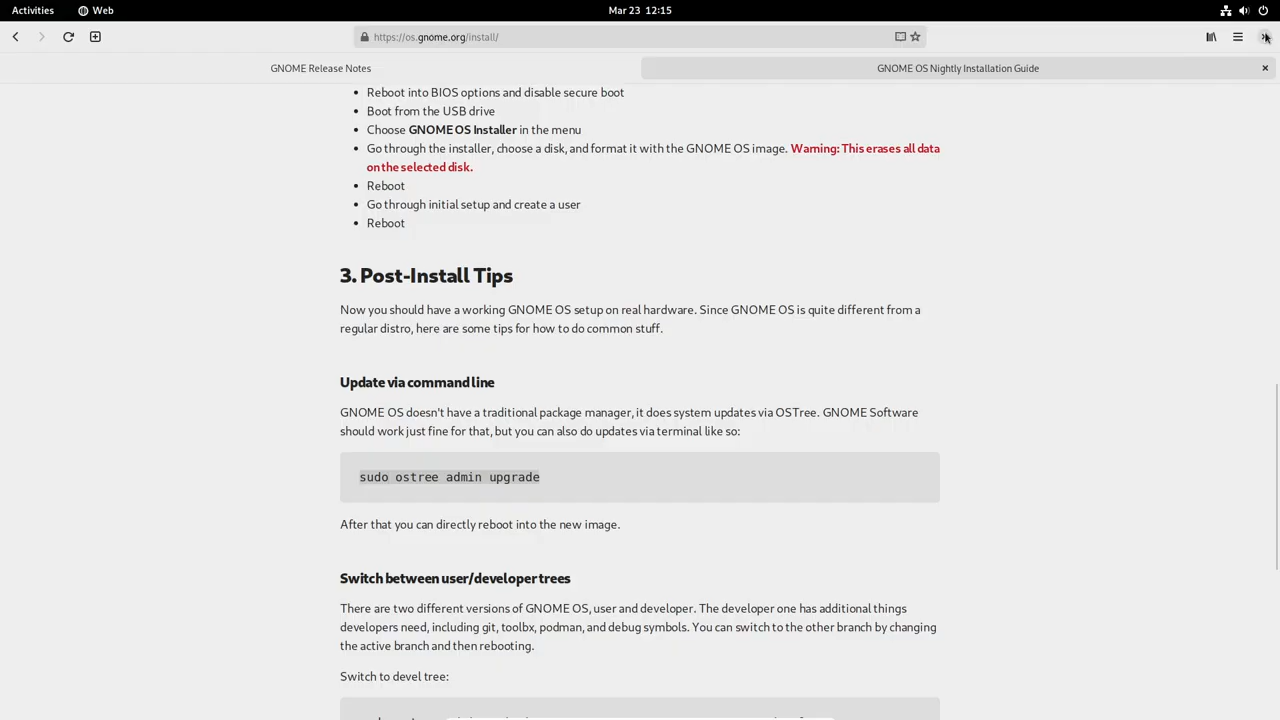 Activities
Web
Mar 23 12:15
https://os.gnome.org/install/
GNOME Release Notes
GNOME OS Nightly Installation Guide
Reboot into BIOS options and disable secure boot
Boot from the USB drive
Choose GNOME OS Installer in the menu
Go through the installer, choose a disk, and format it with the GNOME OS image. Warning: This erases all data
on the selected disk.
Reboot
Go through initial setup and create a user
Reboot
3. Post-Install Tips
Now you should have a working GNOME OS setup on real hardware. Since GNOME OS is quite different from a
regular distro, here are some tips for how to do common stuff.
Update via command line
GNOME OS doesn't have a traditional package manager, it does system updates via OSTree. GNOME Software
should work just fine for that, but you can also do updates via terminal like so:
sudo ostree admin upgrade
After that you can directly reboot into the new image.
Switch between user/developer trees
There are two different versions of GNOME OS, user and developer. The developer one has additional things
developers need, including git, toolbx, podman, and debug symbols. You can switch to the other branch by changing
the active branch and then rebooting.
Switch to devel tree: